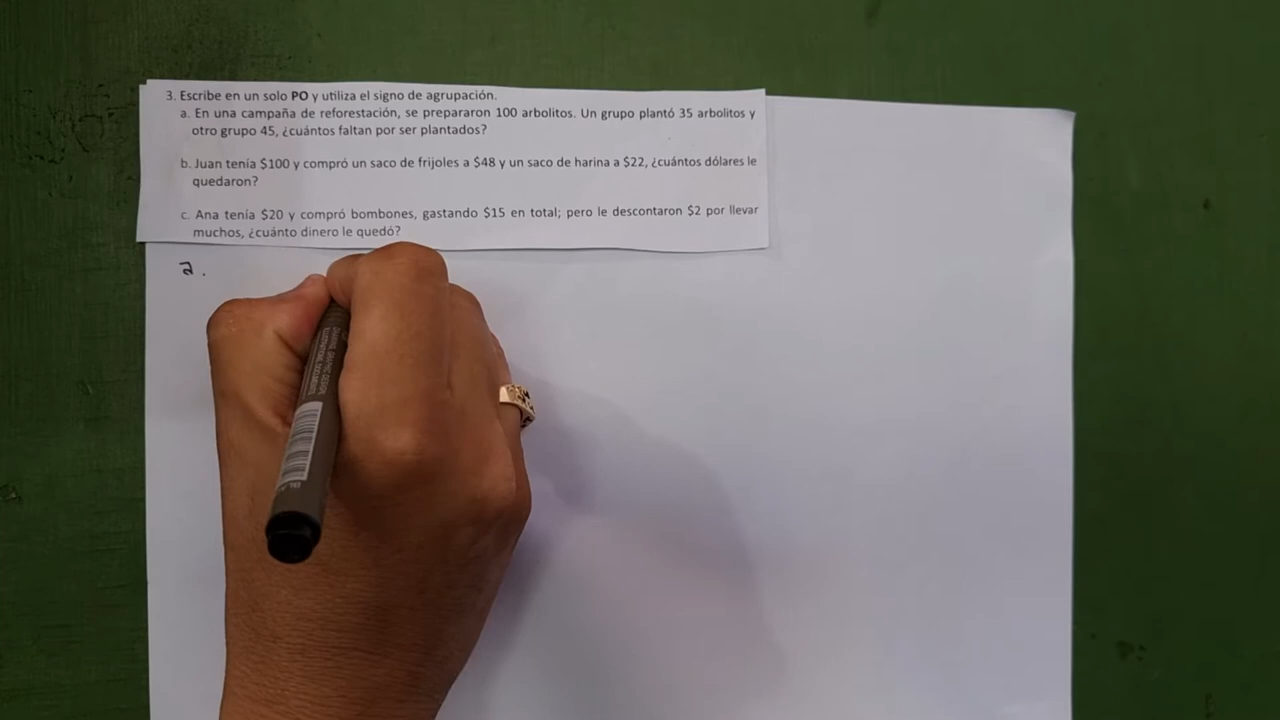 3. Escribe en un solo PO y utiliza el signo de agrupación.
a. En una campaña de reforestación, se prepararon 100 arbolitos. Un grupo plantó 35 arbolitos y
otro grupo 45, ¿cuántos faltan por ser plantados?
b. Juan tenía $100 y compró un saco de frijoles a $48 y un saco de harina a $22, ¿cuántos dólares le
quedaron?
c. Ana tenía $20 y compró bombones, gastando $15 en total; pero le descontaron $2 por llevar
muchos, ¿cuánto dinero le quedó?
a.